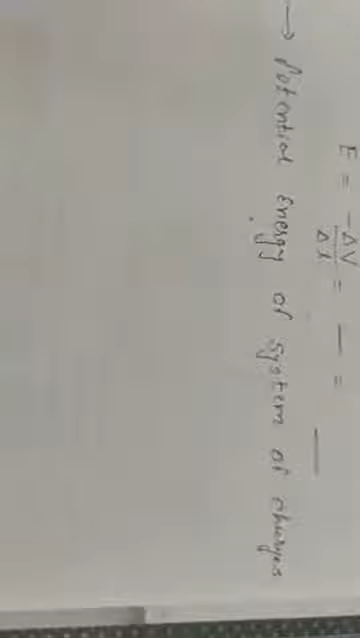 E = -ΔV/Δx = — = —
→ Potential Energy of system of charges